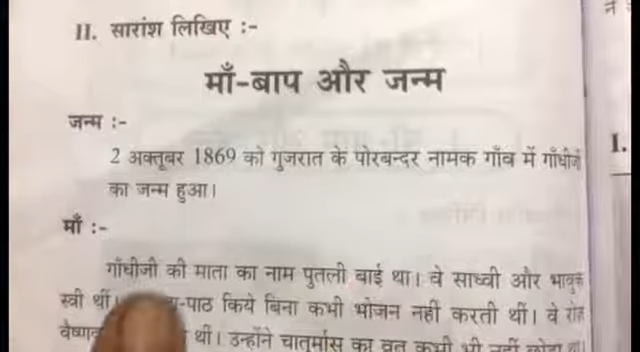 II. सारांश लिखिए :-
माँ-बाप और जन्म
जन्म :-
2 अक्तूबर 1869 को गुजरात के पोरबन्दर नामक गाँव में गाँधीजी
का जन्म हुआ।
माँ :-
गाँधीजी की माता का नाम पुतली बाई था। वे साध्वी और भावुक
स्त्री थीं। -पाठ किये बिना कभी भोजन नहीं करती थीं। वे रोज़
थीं। उन्होंने चातुर्मास का व्रत कभी भी नहीं छोड़ा था।
I.